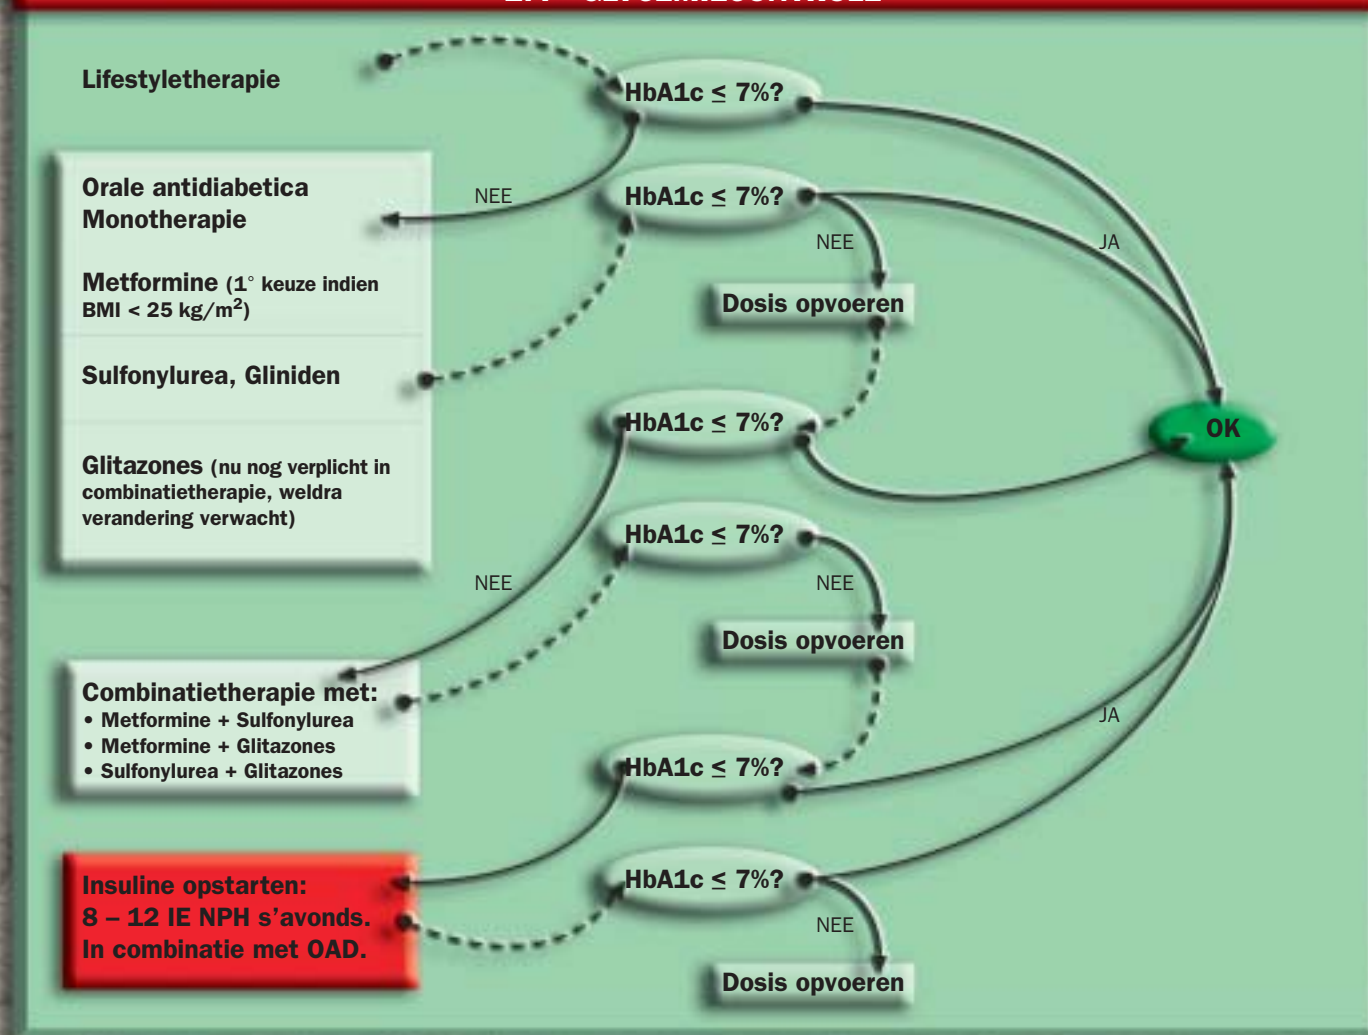 Lifestyletherapie
HbA1c ≤ 7%?
Orale antidiabetica
Monotherapie
NEE
HbA1c ≤ 7%?
NEE
JA
Metformine (1° keuze indien
BMI < 25 kg/m²)
Dosis opvoeren
Sulfonylurea, Gliniden
HbA1c ≤ 7%?
OK
Glitazones (nu nog verplicht in
combinatietherapie, weldra
verandering verwacht)
HbA1c ≤ 7%?
NEE
NEE
Dosis opvoeren
Combinatietherapie met:
• Metformine + Sulfonylurea
• Metformine + Glitazones
• Sulfonylurea + Glitazones
JA
HbA1c ≤ 7%?
Insuline opstarten:
8 – 12 IE NPH s’avonds.
In combinatie met OAD.
HbA1c ≤ 7%?
NEE
Dosis opvoeren